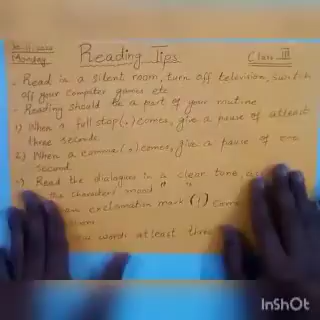 Monday
Reading Tips
Class III
- Read in a silent room, turn off television, switch
off your computer games etc
- Reading should be a part of your routine
1) When a full stop (.) comes, give a pause of atleast
three seconds
2) When a comma (,) comes, give a pause of one
second.
Read the dialogues in a clear tone,
the characters' mood " "
exclamation mark (!)
words atleast three
InShOt